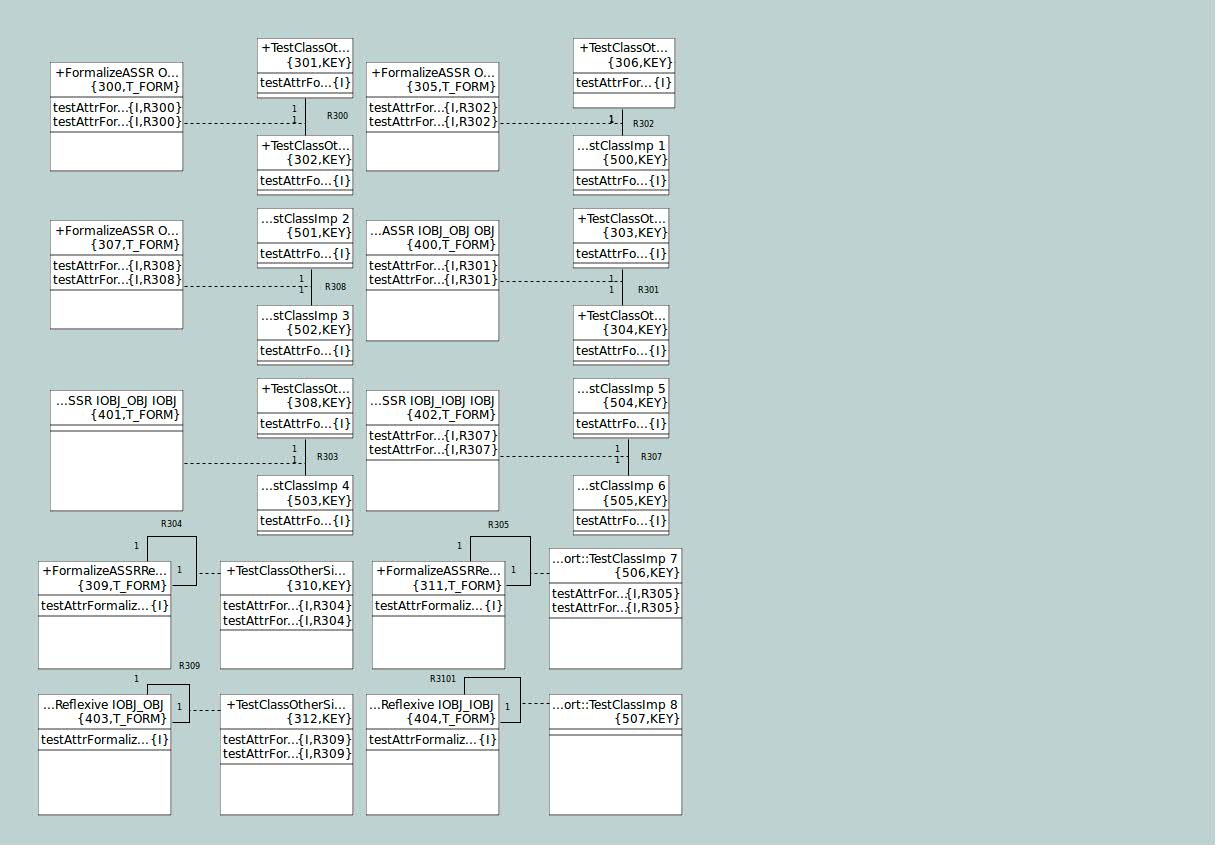 +FormalizeASSR O...
{300,T_FORM}
testAttrFor...{I,R300}
testAttrFor...{I,R300}
+TestClassOt...
{301,KEY}
testAttrFo...{I}
1
1
R300
+TestClassOt...
{302,KEY}
testAttrFo...{I}
+FormalizeASSR O...
{305,T_FORM}
testAttrFor...{I,R302}
testAttrFor...{I,R302}
+TestClassOt...
{306,KEY}
testAttrFor...{I}
1
R302
...stClassImp 1
{500,KEY}
testAttrFo...{I}
+FormalizeASSR O...
{307,T_FORM}
testAttrFor...{I,R308}
testAttrFor...{I,R308}
...stClassImp 2
{501,KEY}
testAttrFo...{I}
1
1
R308
...stClassImp 3
{502,KEY}
testAttrFo...{I}
...ASSR IOBJ_OBJ OBJ
{400,T_FORM}
testAttrFor...{I,R301}
testAttrFor...{I,R301}
+TestClassOt...
{303,KEY}
testAttrFo...{I}
1
1
R301
+TestClassOt...
{304,KEY}
testAttrFo...{I}
...SSR IOBJ_OBJ IOBJ
{401,T_FORM}
+TestClassOt...
{308,KEY}
testAttrFo...{I}
1
1
R303
...stClassImp 4
{503,KEY}
testAttrFo...{I}
...SSR IOBJ_IOBJ IOBJ
{402,T_FORM}
testAttrFor...{I,R307}
testAttrFor...{I,R307}
...stClassImp 5
{504,KEY}
testAttrFo...{I}
1
1
R307
...stClassImp 6
{505,KEY}
testAttrFo...{I}
R304
1
1
+FormalizeASSRRe...
{309,T_FORM}
testAttrFormaliz...{I}
+TestClassOtherSi...
{310,KEY}
testAttrFor...{I,R304}
testAttrFor...{I,R304}
R305
1
1
+FormalizeASSRRe...
{311,T_FORM}
testAttrFormaliz...{I}
...ort::TestClassImp 7
{506,KEY}
testAttrFor...{I,R305}
testAttrFor...{I,R305}
R309
1
1
...Reflexive IOBJ_OBJ
{403,T_FORM}
testAttrFormaliz...{I}
+TestClassOtherSi...
{312,KEY}
testAttrFor...{I,R309}
testAttrFor...{I,R309}
R3101
1
...Reflexive IOBJ_IOBJ
{404,T_FORM}
testAttrFormaliz...{I}
...ort::TestClassImp 8
{507,KEY}